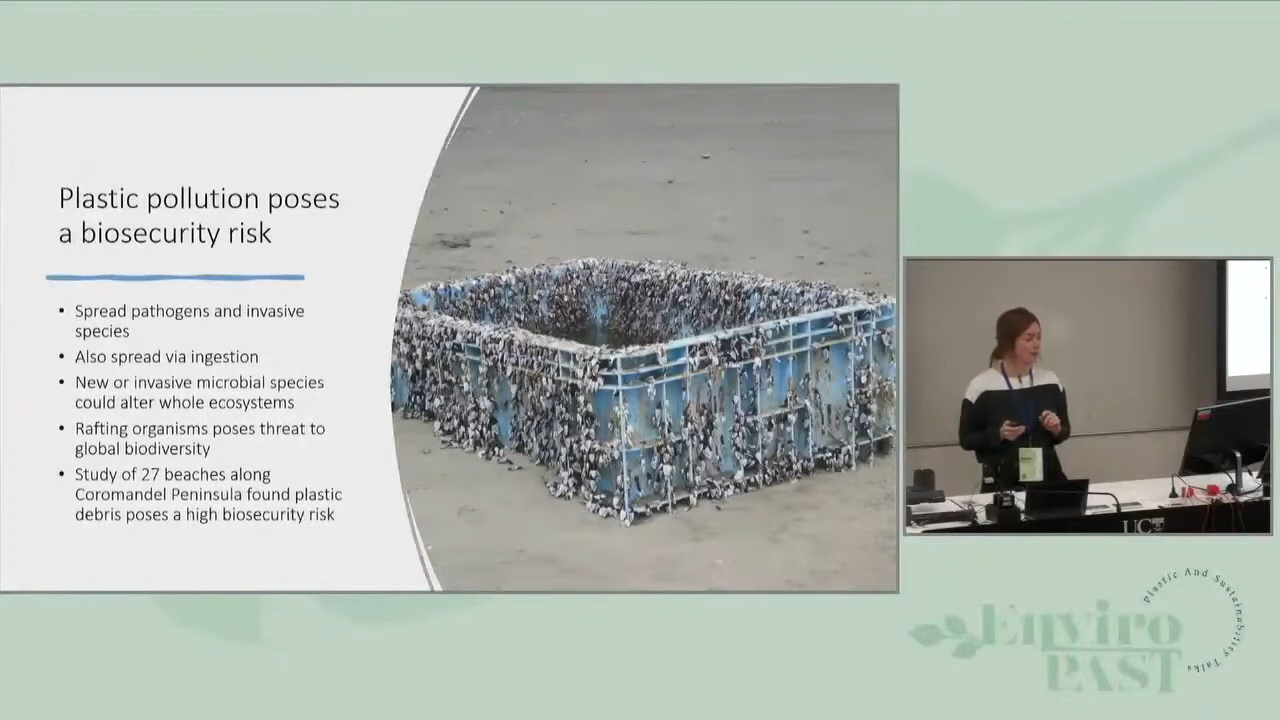 Plastic pollution poses
a biosecurity risk
• Spread pathogens and invasive
species
• Also spread via ingestion
• New or invasive microbial species
could alter whole ecosystems
• Rafting organisms poses threat to
global biodiversity
• Study of 27 beaches along
Coromandel Peninsula found plastic
debris poses a high biosecurity risk
UC
Plastic And Sustainability Talks
Enviro
PAST